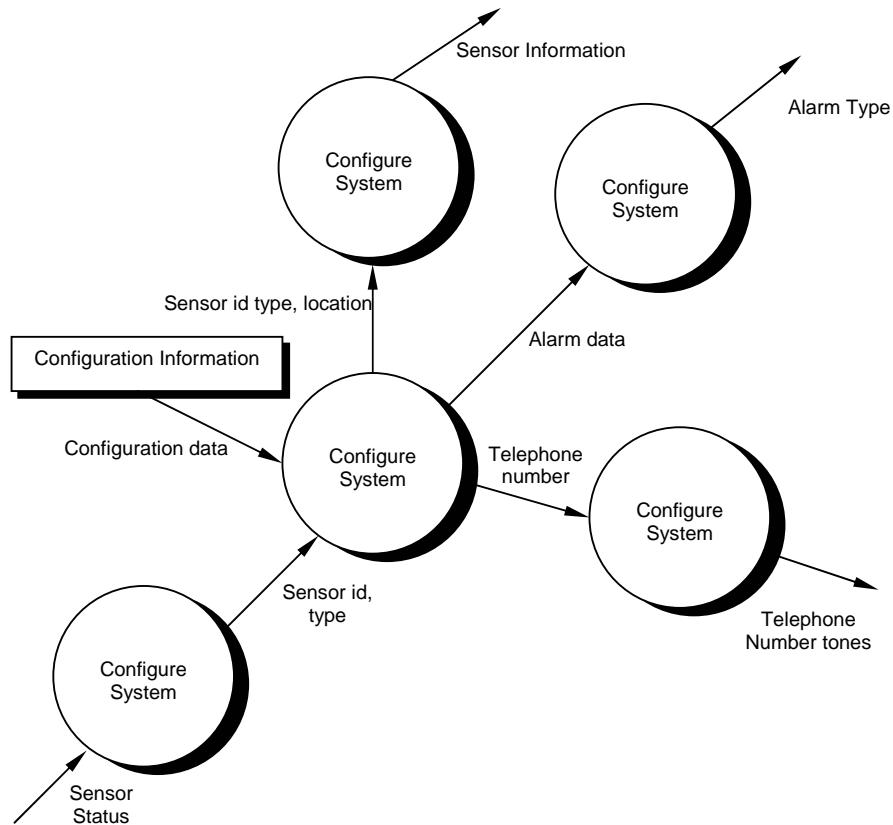 Sensor Information
Alarm Type
Configure
System
Configure
System
Sensor id type, location
Alarm data
Configuration Information
Configuration data
Configure
System
Telephone
number
Configure
System
Sensor id,
type
Telephone
Number tones
Configure
System
Sensor
Status